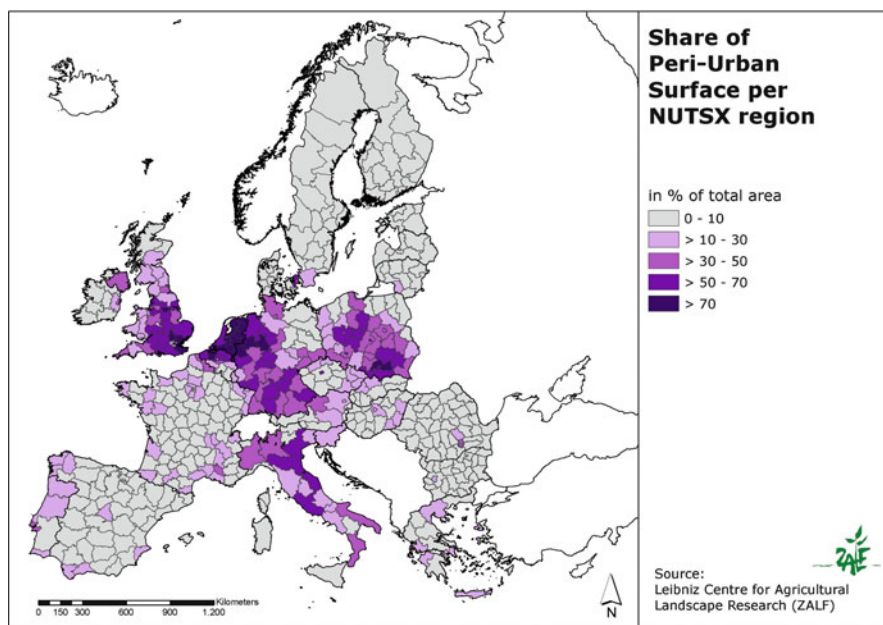 Share of
Peri-Urban
Surface per
NUTSX region
in % of total area
0 - 10
> 10 - 30
> 30 - 50
> 50 - 70
> 70
ZALF
Source:
Leibniz Centre for Agricultural
Landscape Research (ZALF)
Kilometers
0 150 300 600 900 1.200
N